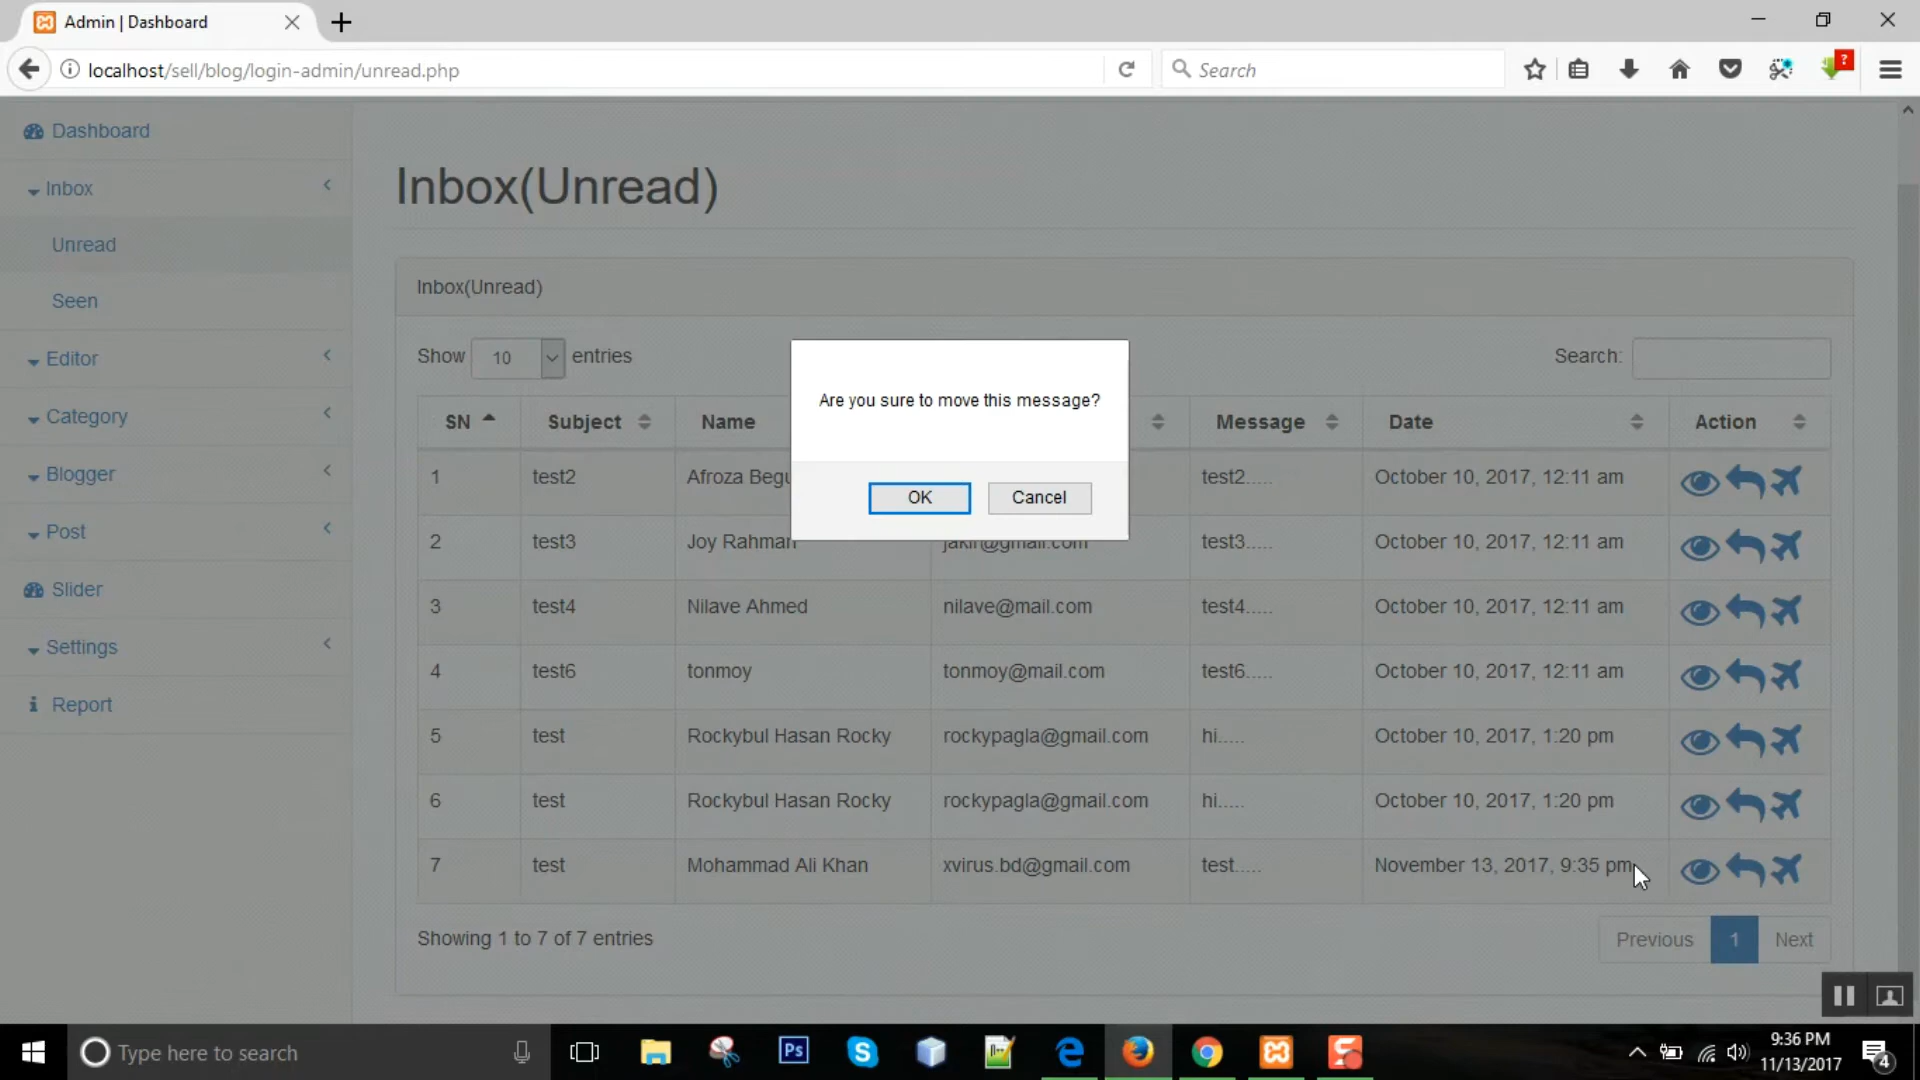 Admin | Dashboard
localhost/sell/blog/login-admin/unread.php
Search
?
Dashboard
Inbox
Unread
Seen
Editor
Category
Blogger
Post
Slider
Settings
Report
Inbox(Unread)
Inbox(Unread)
Show 10 entries
Search:
Are you sure to move this message?
OK Cancel
SN Subject Name Message Date Action
1 test2 Afroza test2..... October 10, 2017, 12:11 am
2 test3 Joy Rahman jakir@gmail.com test3..... October 10, 2017, 12:11 am
3 test4 Nilave Ahmed nilave@mail.com test4..... October 10, 2017, 12:11 am
4 test6 tonmoy tonmoy@mail.com test6..... October 10, 2017, 12:11 am
5 test Rockybul Hasan Rocky rockypagla@gmail.com hi..... October 10, 2017, 1:20 pm
6 test Rockybul Hasan Rocky rockypagla@gmail.com hi..... October 10, 2017, 1:20 pm
7 test Mohammad Ali Khan xvirus.bd@gmail.com test..... November 13, 2017, 9:35 pm
Showing 1 to 7 of 7 entries
Previous 1 Next
Type here to search
Ps
9:36 PM
11/13/2017
4